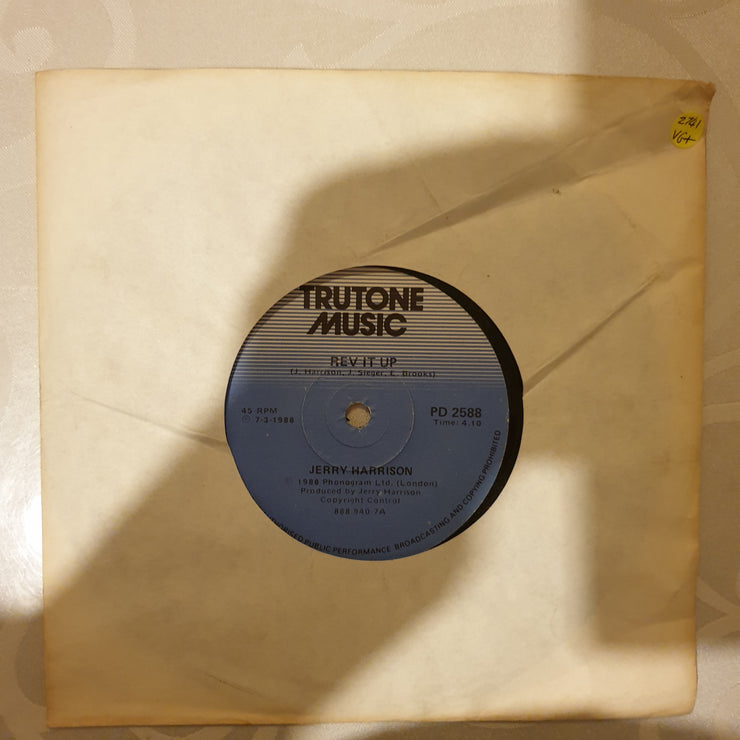 2761
VG+
TRUTONE
MUSIC
REV IT UP
(J. Harrison, J. Sieger, E. Brooks)
45 RPM
℗ 7-3-1988
PD 2588
Time: 4.10
JERRY HARRISON
℗ 1988 Phonogram Ltd. (London)
Produced by Jerry Harrison
Copyright Control
888 940 7A
PUBLIC PERFORMANCE BROADCASTING AND COPYING PROHIBITED